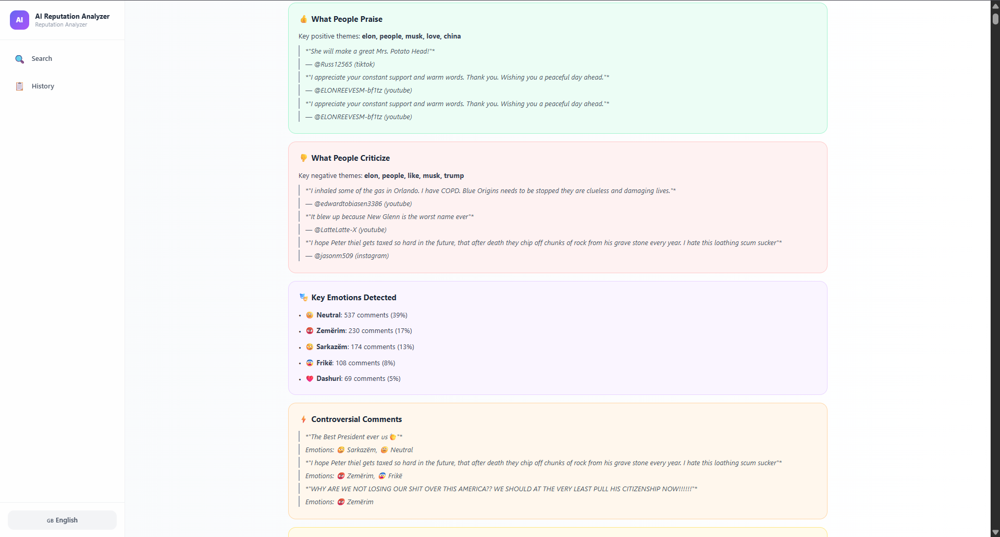 AI
AI Reputation Analyzer
Reputation Analyzer
Search
History
GB English
What People Praise
Key positive themes: elon, people, musk, love, china
*"She will make a great Mrs. Potato Head!"*
— @Russ12565 (tiktok)
*"I appreciate your constant support and warm words. Thank you. Wishing you a peaceful day ahead."*
— @ELONREEVESM-bf1tz (youtube)
*"I appreciate your constant support and warm words. Thank you. Wishing you a peaceful day ahead."*
— @ELONREEVESM-bf1tz (youtube)
What People Criticize
Key negative themes: elon, people, like, musk, trump
*"I inhaled some of the gas in Orlando. I have COPD. Blue Origins needs to be stopped they are clueless and damaging lives."*
— @edwardtobiasen3386 (youtube)
*"It blew up because New Glenn is the worst name ever"*
— @LatteLatte-X (youtube)
*"I hope Peter thiel gets taxed so hard in the future, that after death they chip off chunks of rock from his grave stone every year. I hate this loathing scum sucker"*
— @jasonm509 (instagram)
Key Emotions Detected
• Neutral: 537 comments (39%)
• Zemërim: 230 comments (17%)
• Sarkazëm: 174 comments (13%)
• Frikë: 108 comments (8%)
• Dashuri: 69 comments (5%)
Controversial Comments
*"The Best President ever us👏"*
Emotions: Sarkazëm, Neutral
*"I hope Peter thiel gets taxed so hard in the future, that after death they chip off chunks of rock from his grave stone every year. I hate this loathing scum sucker"*
Emotions: Zemërim, Frikë
*"WHY ARE WE NOT LOSING OUR SHIT OVER THIS AMERICA?? WE SHOULD AT THE VERY LEAST PULL HIS CITIZENSHIP NOW!!!!!!"*
Emotions: Zemërim